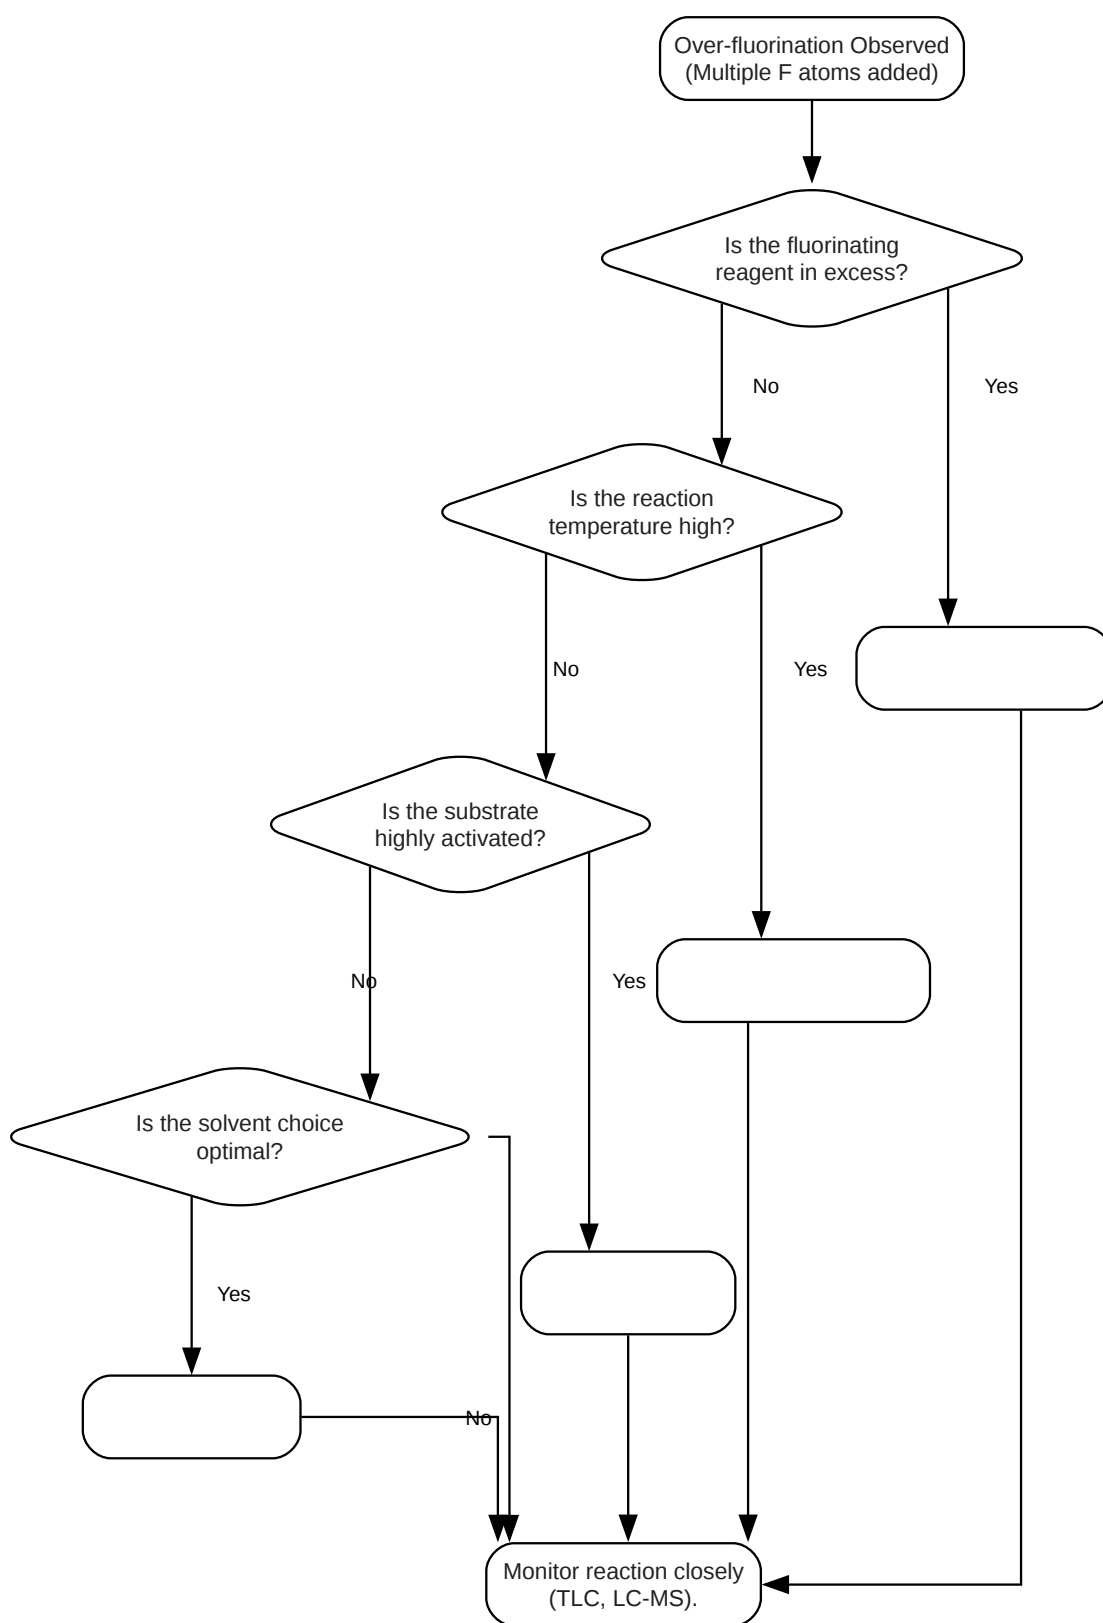 Over-fluorination Observed
(Multiple F atoms added)
Is the fluorinating
reagent in excess?
No
Yes
Is the reaction
temperature high?
No
Yes
Is the substrate
highly activated?
No
Yes
Is the solvent choice
optimal?
Yes
No
Monitor reaction closely
(TLC, LC-MS).